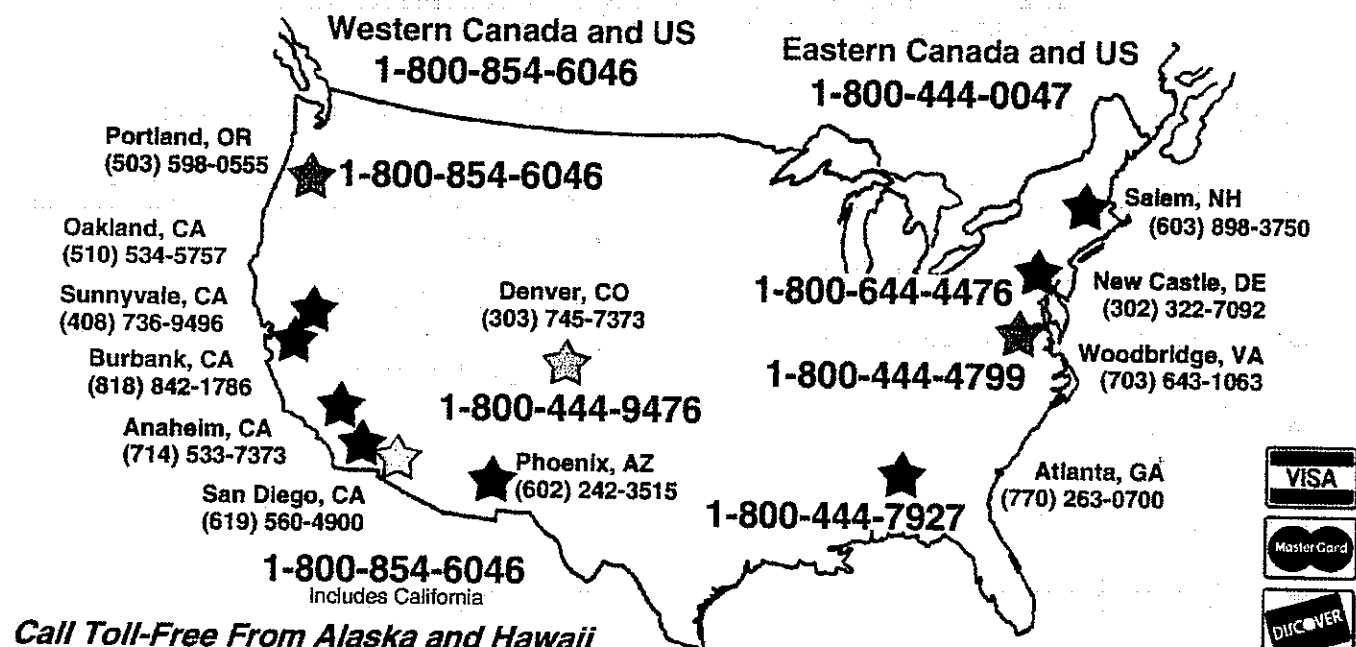 Western Canada and US
1-800-854-6046
Eastern Canada and US
1-800-444-0047
Portland, OR
(503) 598-0555
1-800-854-6046
Oakland, CA
(510) 534-5757
Sunnyvale, CA
(408) 736-9496
Burbank, CA
(818) 842-1786
Anaheim, CA
(714) 533-7373
San Diego, CA
(619) 560-4900
1-800-854-6046
Includes California
Denver, CO
(303) 745-7373
1-800-444-9476
Phoenix, AZ
(602) 242-3515
Salem, NH
(603) 898-3750
1-800-644-4476
New Castle, DE
(302) 322-7092
1-800-444-4799
Woodbridge, VA
(703) 643-1063
Atlanta, GA
(770) 263-0700
1-800-444-7927
VISA
MasterCard
DISCOVER
Call Toll-Free From Alaska and Hawaii